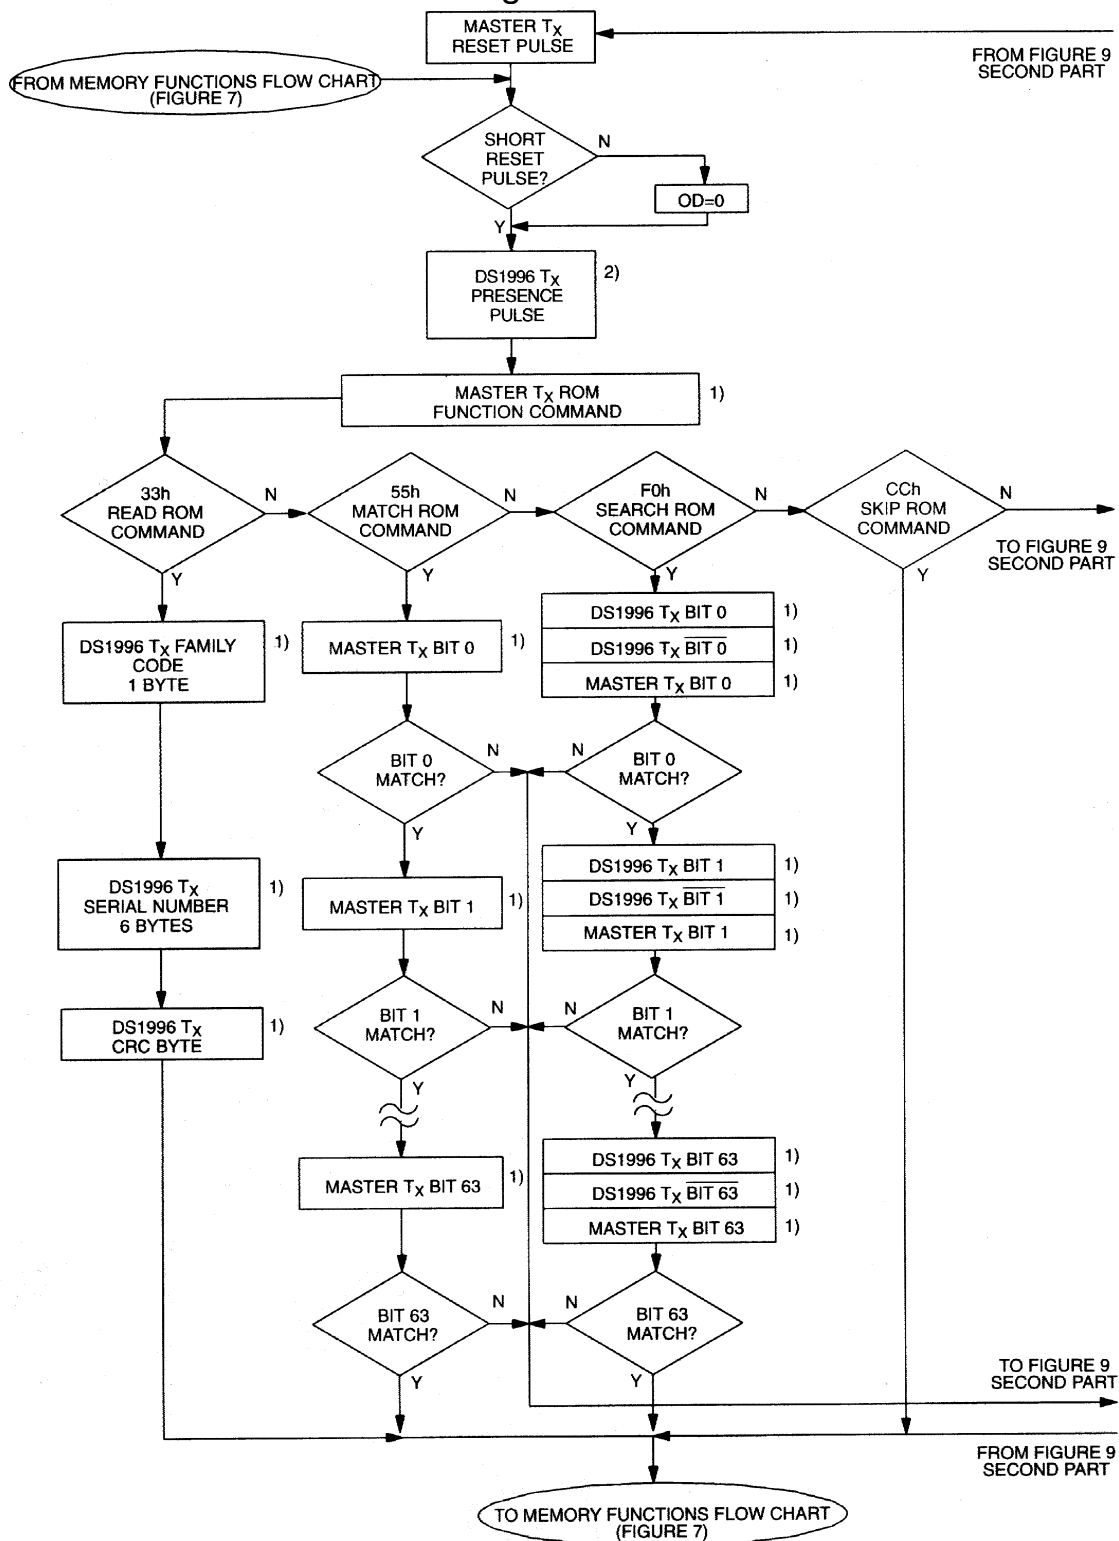 MASTER TX
RESET PULSE
FROM FIGURE 9
SECOND PART
FROM MEMORY FUNCTIONS FLOW CHART
(FIGURE 7)
SHORT
RESET
PULSE?
N
OD=0
Y
DS1996 TX
PRESENCE
PULSE
2)
MASTER TX ROM
FUNCTION COMMAND
1)
33h
READ ROM
COMMAND
N
Y
55h
MATCH ROM
COMMAND
N
Y
F0h
SEARCH ROM
COMMAND
N
Y
CCh
SKIP ROM
COMMAND
N
Y
TO FIGURE 9
SECOND PART
DS1996 TX FAMILY
CODE
1 BYTE
1)
MASTER TX BIT 0
1)
DS1996 TX BIT 0
1)
DS1996 TX BIT 0
1)
MASTER TX BIT 0
1)
BIT 0
MATCH?
N
Y
BIT 0
MATCH?
N
Y
DS1996 TX
SERIAL NUMBER
6 BYTES
1)
MASTER TX BIT 1
1)
DS1996 TX BIT 1
1)
DS1996 TX BIT 1
1)
MASTER TX BIT 1
1)
DS1996 TX
CRC BYTE
1)
BIT 1
MATCH?
N
Y
BIT 1
MATCH?
N
Y
MASTER TX BIT 63
1)
DS1996 TX BIT 63
1)
DS1996 TX BIT 63
1)
MASTER TX BIT 63
1)
BIT 63
MATCH?
N
Y
BIT 63
MATCH?
N
Y
TO FIGURE 9
SECOND PART
FROM FIGURE 9
SECOND PART
TO MEMORY FUNCTIONS FLOW CHART
(FIGURE 7)